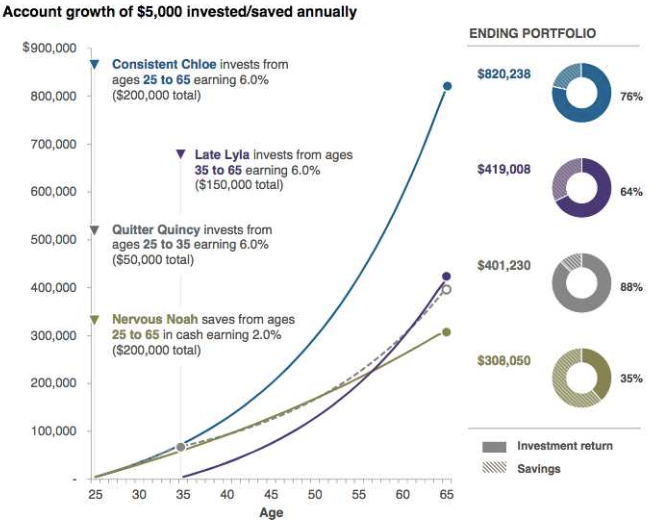 Account growth of $5,000 invested/saved annually
$900,000
800,000
700,000
600,000
500,000
400,000
300,000
200,000
100,000
-
Consistent Chloe invests from
ages 25 to 65 earning 6.0%
($200,000 total)
Late Lyla invests from ages
35 to 65 earning 6.0%
($150,000 total)
Quitter Quincy invests from
ages 25 to 35 earning 6.0%
($50,000 total)
Nervous Noah saves from ages
25 to 65 in cash earning 2.0%
($200,000 total)
25 30 35 40 45 50 55 60 65
Age
ENDING PORTFOLIO
$820,238
76%
$419,008
64%
$401,230
88%
$308,050
35%
Investment return
Savings